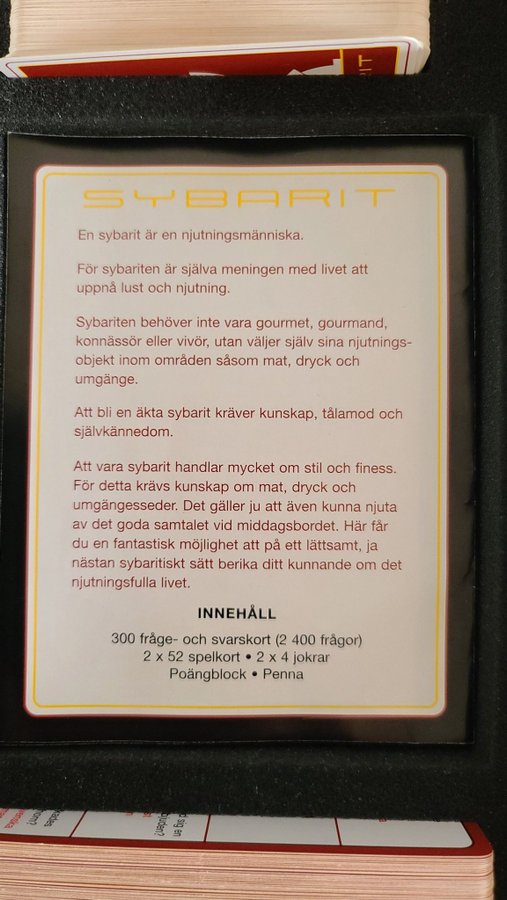 RIT
SYBARIT
En sybarit är en njutningsmänniska.
För sybariten är själva meningen med livet att
uppnå lust och njutning.
Sybariten behöver inte vara gourmet, gourmand,
konnässör eller vivör, utan väljer själv sina njutnings-
objekt inom områden såsom mat, dryck och
umgänge.
Att bli en äkta sybarit kräver kunskap, tålamod och
självkännedom.
Att vara sybarit handlar mycket om stil och finess.
För detta krävs kunskap om mat, dryck och
umgängesseder. Det gäller ju att även kunna njuta
av det goda samtalet vid middagsbordet. Här får
du en fantastisk möjlighet att på ett lättsamt, ja
nästan sybaritiskt sätt berika ditt kunnande om det
njutningsfulla livet.
INNEHÅLL
300 fråge- och svarskort (2 400 frågor)
2 x 52 spelkort • 2 x 4 jokrar
Poängblock • Penna
sig en
bjuden?